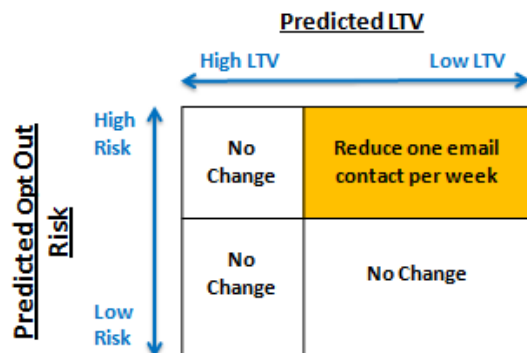 Predicted LTV
High LTV
Low LTV
Predicted Opt Out
Risk
High
Risk
No
Change
Reduce one email
contact per week
No
Change
No Change
Low
Risk